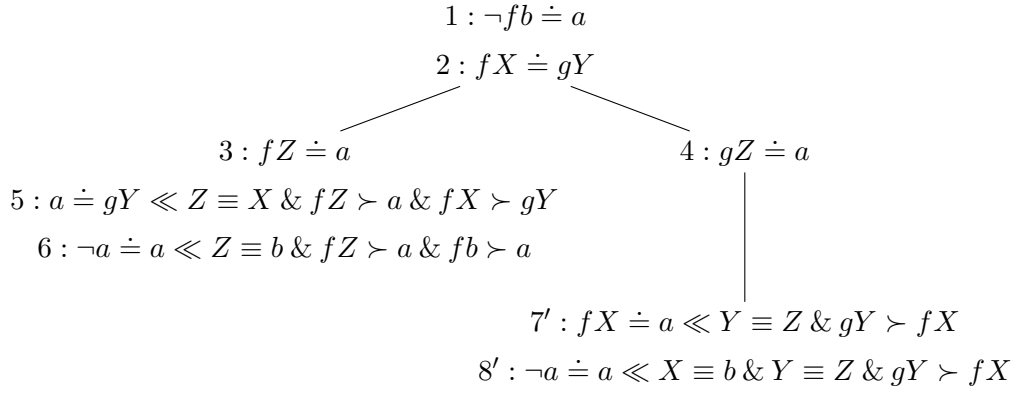 1 : ¬fb ≐ a
2 : fX ≐ gY
3 : fZ ≐ a
4 : gZ ≐ a
5 : a ≐ gY ≪ Z ≡ X & fZ ≻ a & fX ≻ gY
6 : ¬a ≐ a ≪ Z ≡ b & fZ ≻ a & fb ≻ a
7′ : fX ≐ a ≪ Y ≡ Z & gY ≻ fX
8′ : ¬a ≐ a ≪ X ≡ b & Y ≡ Z & gY ≻ fX